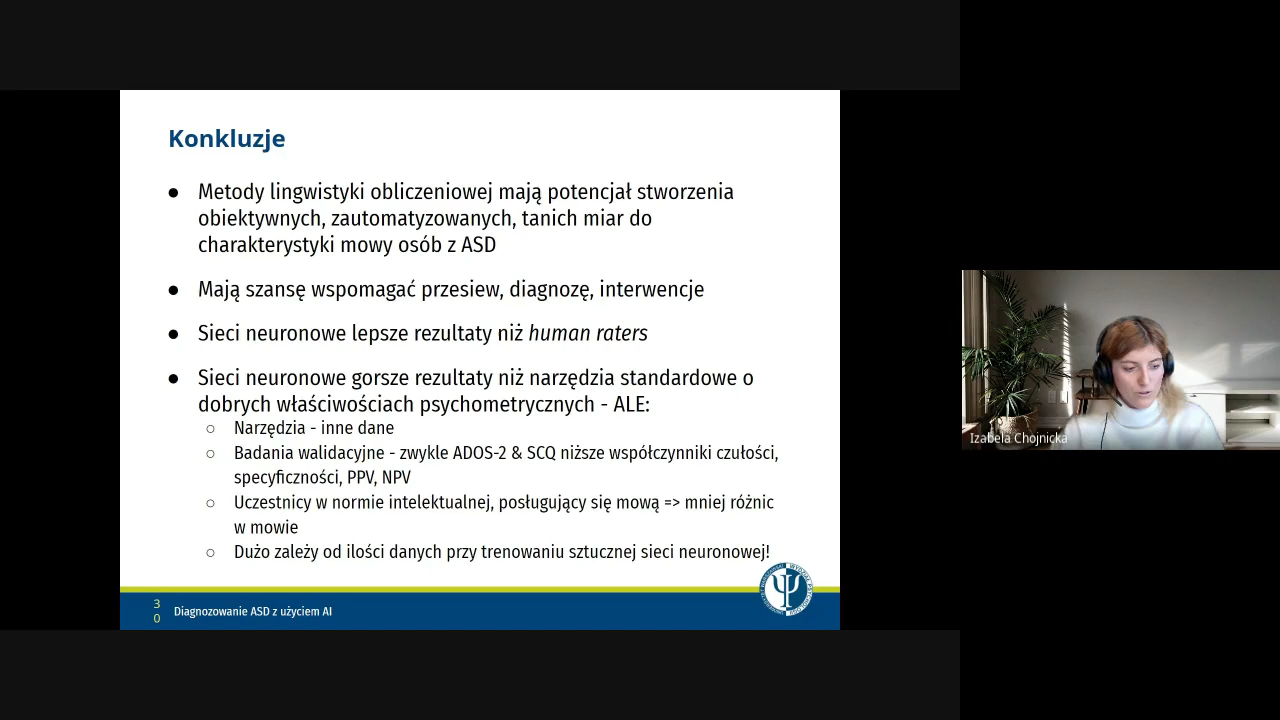 Konkluzje
● Metody lingwistyki obliczeniowej mają potencjał stworzenia
obiektywnych, zautomatyzowanych, tanich miar do
charakterystyki mowy osób z ASD
● Mają szansę wspomagać przesiew, diagnozę, interwencje
● Sieci neuronowe lepsze rezultaty niż human raters
● Sieci neuronowe gorsze rezultaty niż narzędzia standardowe o
dobrych właściwościach psychometrycznych - ALE:
○ Narzędzia - inne dane
○ Badania walidacyjne - zwykle ADOS-2 & SCQ niższe współczynniki czułości,
specyficzności, PPV, NPV
○ Uczestnicy w normie intelektualnej, posługujący się mową => mniej różnic
w mowie
○ Dużo zależy od ilości danych przy trenowaniu sztucznej sieci neuronowej!
3
0
Diagnozowanie ASD z użyciem AI
Izabela Chojnicka